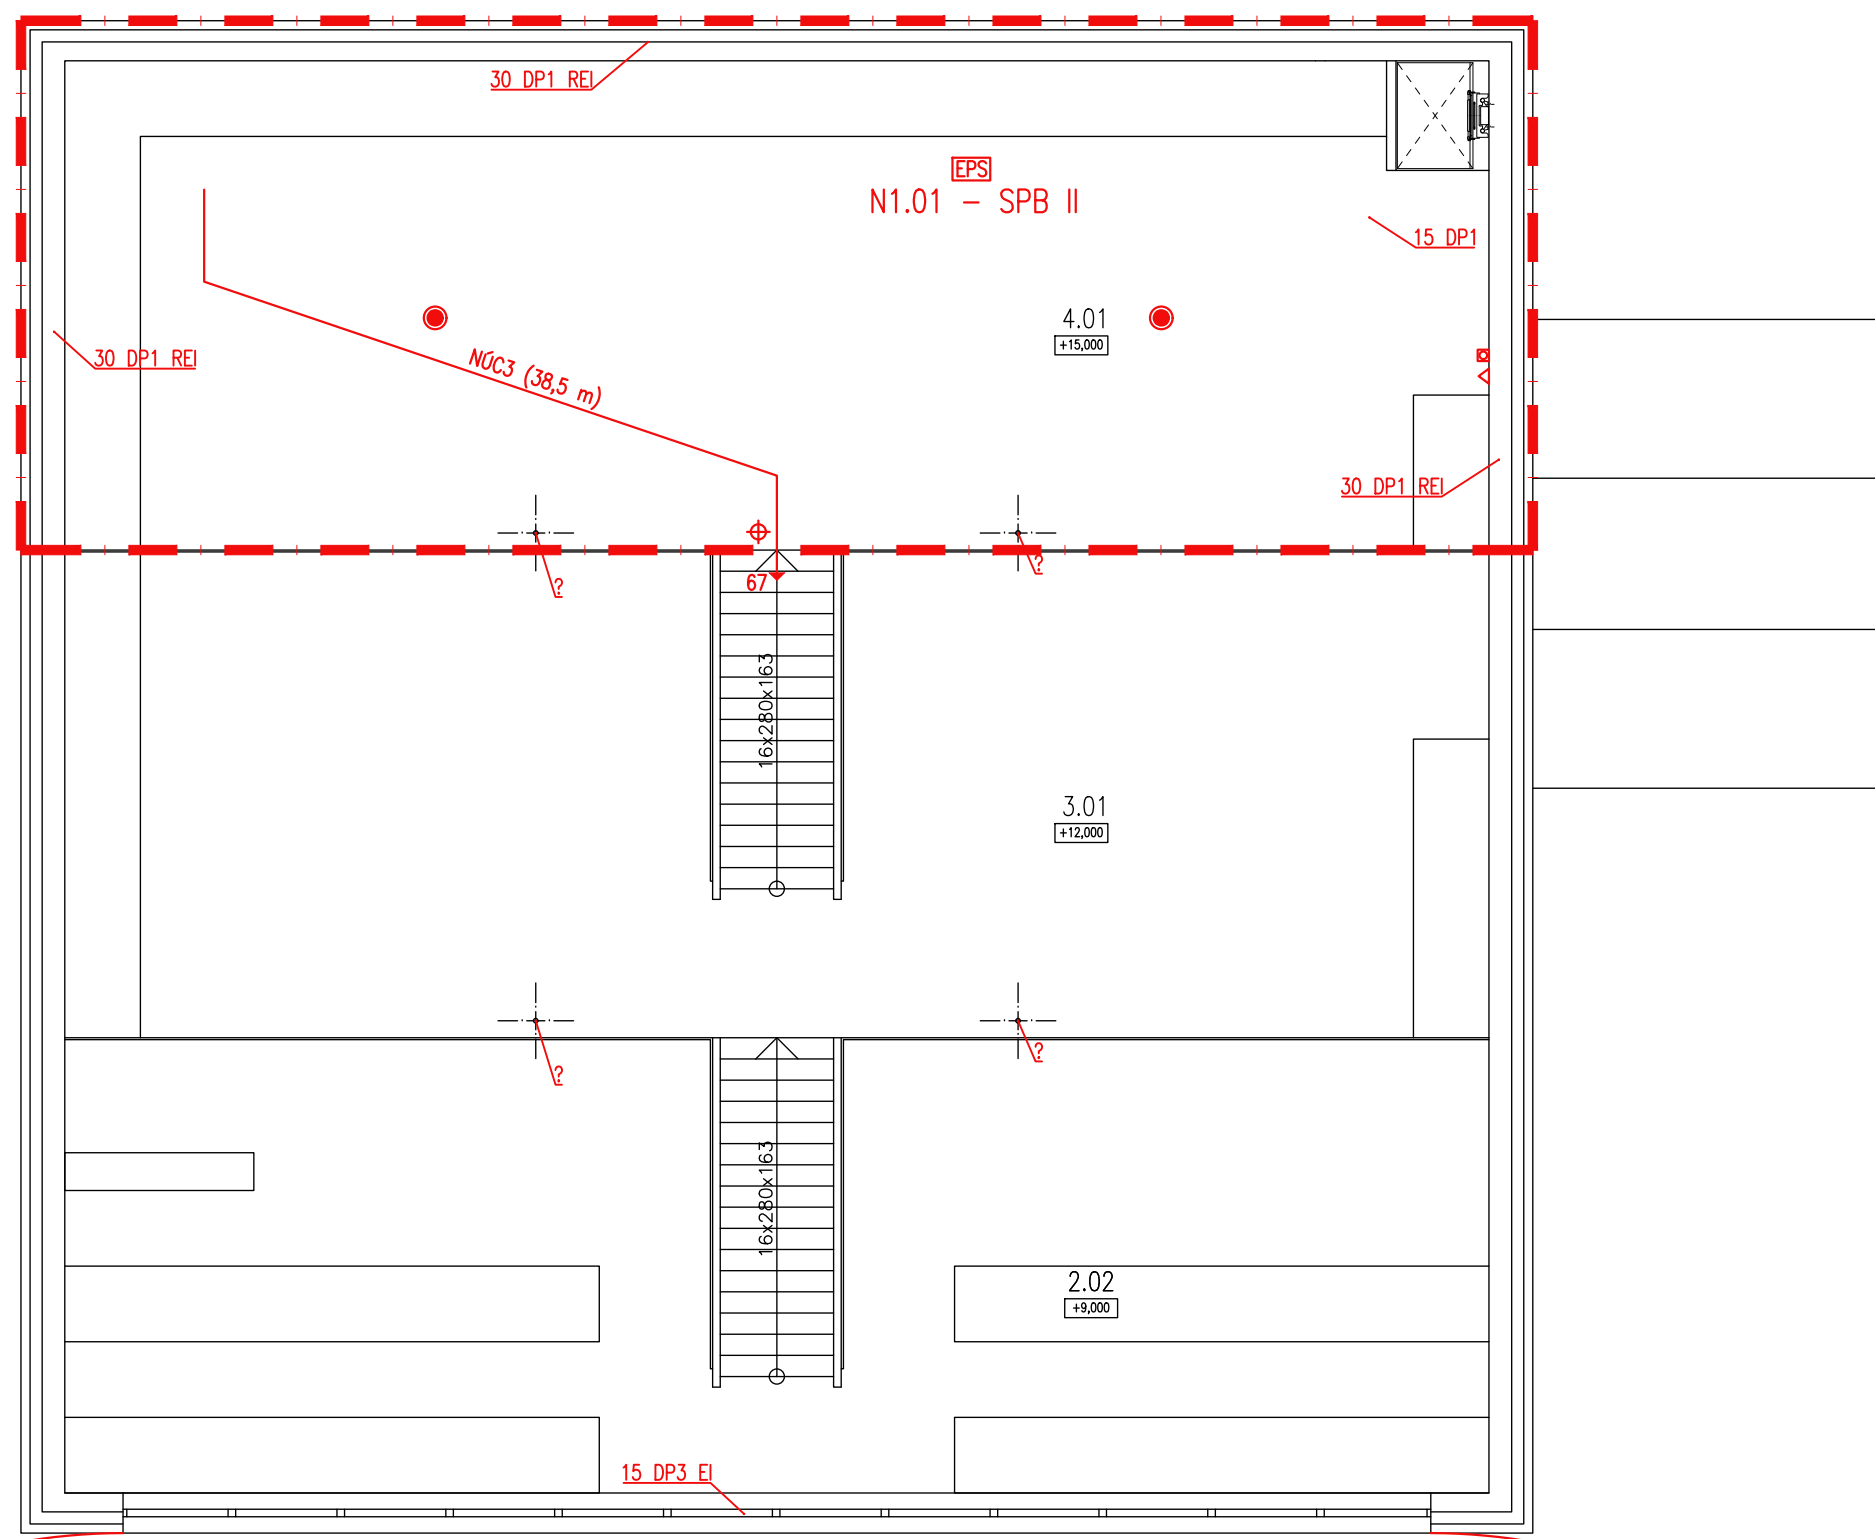 30 DP1 REI
EPS
N1.01 – SPB II
15 DP1
4.01
+15,000
30 DP1 REI
NÚC3 (38,5 m)
30 DP1 REI
?
?
67
16x280x163
3.01
+12,000
?
?
16x280x163
2.02
+9,000
15 DP3 EI